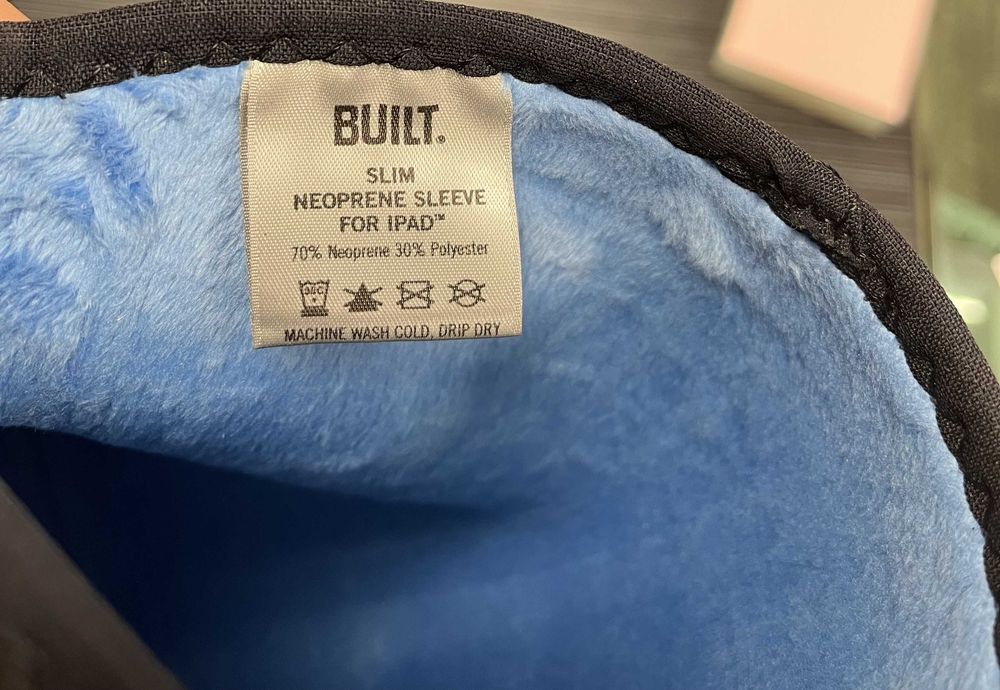 BUILT®
SLIM
NEOPRENE SLEEVE
FOR IPAD™
70% Neoprene 30% Polyester
MACHINE WASH COLD, DRIP DRY